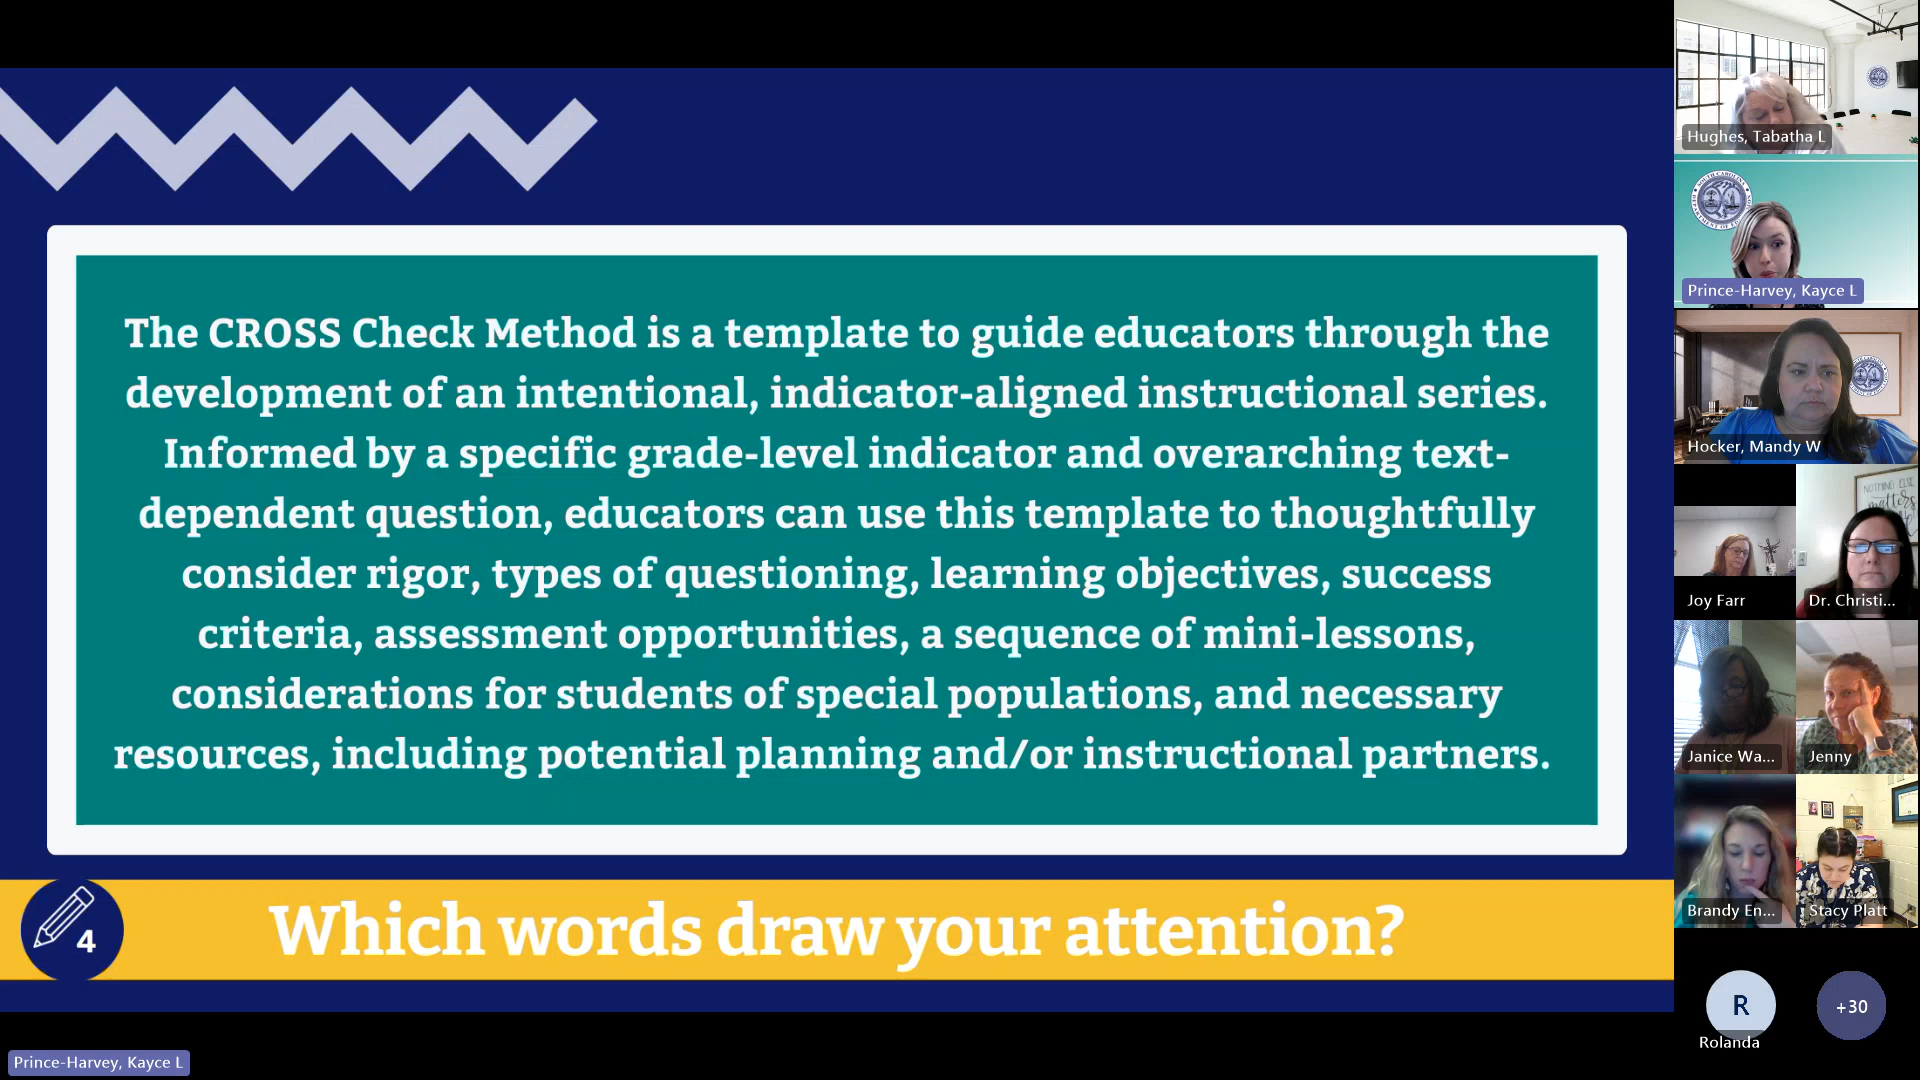 The CROSS Check Method is a template to guide educators through the
development of an intentional, indicator-aligned instructional series.
Informed by a specific grade-level indicator and overarching text-
dependent question, educators can use this template to thoughtfully
consider rigor, types of questioning, learning objectives, success
criteria, assessment opportunities, a sequence of mini-lessons,
considerations for students of special populations, and necessary
resources, including potential planning and/or instructional partners.
4
Which words draw your attention?
Prince-Harvey, Kayce L
Hughes, Tabatha L
Prince-Harvey, Kayce L
Hocker, Mandy W
NOTHING ELSE
matters
Joy Farr
Dr. Christi...
Janice Wa...
Jenny
Brandy En...
Stacy Platt
R
Rolanda
+30